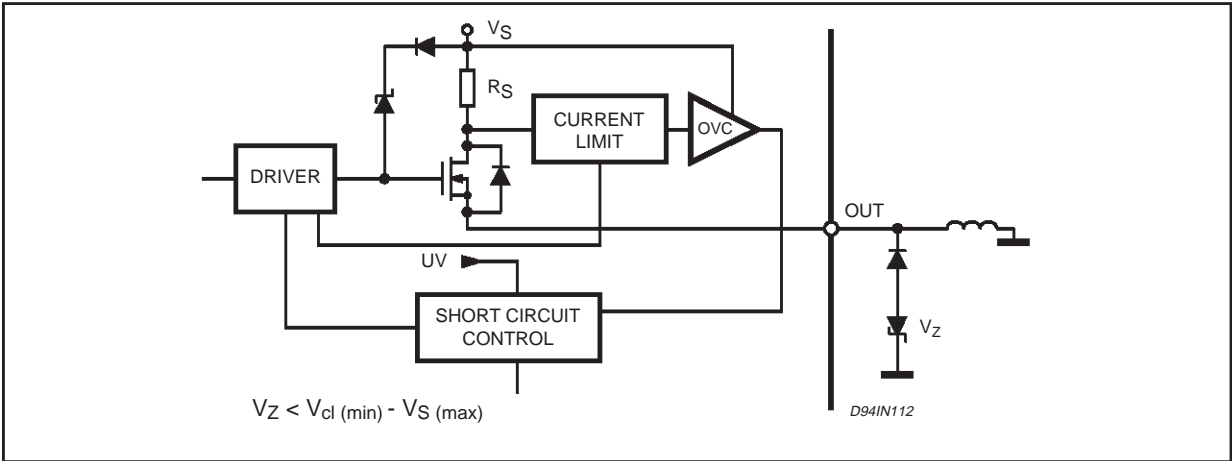 VS
RS
CURRENT
LIMIT
OVC
DRIVER
OUT
UV
SHORT CIRCUIT
CONTROL
VZ
VZ < Vcl (min) - VS (max)
D94IN112